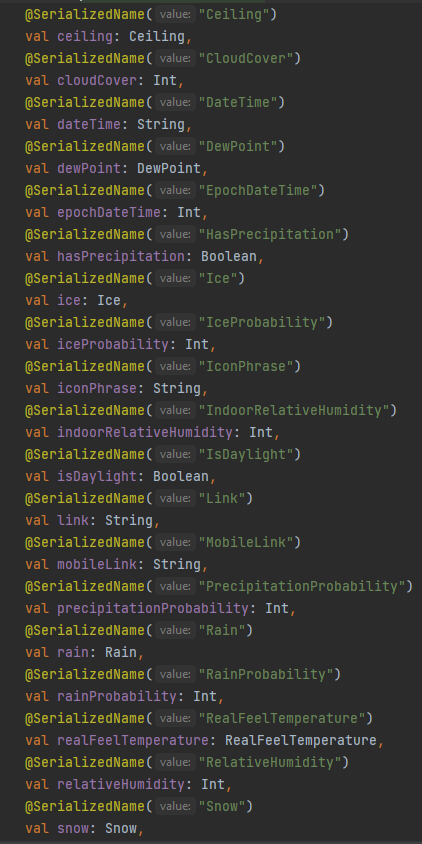 @SerializedName( value: "Ceiling")
val ceiling: Ceiling,
@SerializedName( value: "CloudCover")
val cloudCover: Int,
@SerializedName( value: "DateTime")
val dateTime: String,
@SerializedName( value: "DewPoint")
val dewPoint: DewPoint,
@SerializedName( value: "EpochDateTime")
val epochDateTime: Int,
@SerializedName( value: "HasPrecipitation")
val hasPrecipitation: Boolean,
@SerializedName( value: "Ice")
val ice: Ice,
@SerializedName( value: "IceProbability")
val iceProbability: Int,
@SerializedName( value: "IconPhrase")
val iconPhrase: String,
@SerializedName( value: "IndoorRelativeHumidity")
val indoorRelativeHumidity: Int,
@SerializedName( value: "IsDaylight")
val isDaylight: Boolean,
@SerializedName( value: "Link")
val link: String,
@SerializedName( value: "MobileLink")
val mobileLink: String,
@SerializedName( value: "PrecipitationProbability")
val precipitationProbability: Int,
@SerializedName( value: "Rain")
val rain: Rain,
@SerializedName( value: "RainProbability")
val rainProbability: Int,
@SerializedName( value: "RealFeelTemperature")
val realFeelTemperature: RealFeelTemperature,
@SerializedName( value: "RelativeHumidity")
val relativeHumidity: Int,
@SerializedName( value: "Snow")
val snow: Snow,